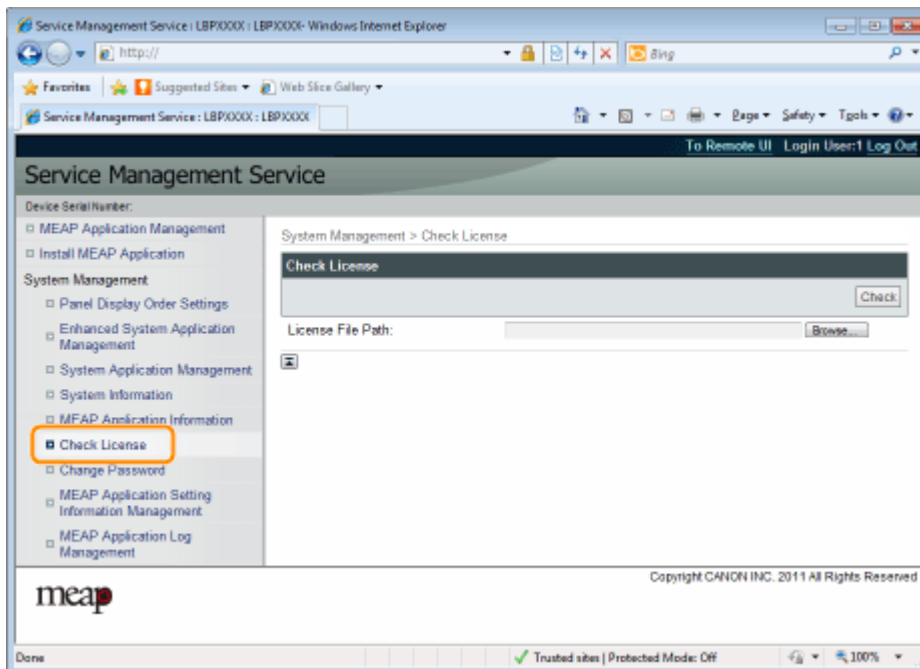 Service Management Service : LBPXXXX : LBPXXXX- Windows Internet Explorer
http://
Bing
Favorites Suggested Sites Web Slice Gallery
Service Management Service : LBPXXXX : LBPXXXX
Page Safety Tools
To Remote UI Login User:1 Log Out
Service Management Service
Device Serial Number:
MEAP Application Management
Install MEAP Application
System Management
Panel Display Order Settings
Enhanced System Application
Management
System Application Management
System Information
MEAP Application Information
Check License
Change Password
MEAP Application Setting
Information Management
MEAP Application Log
Management
System Management > Check License
Check License
Check
License File Path:
Browse...
Copyright CANON INC. 2011 All Rights Reserved
meap
Done
Trusted sites | Protected Mode: Off
100%